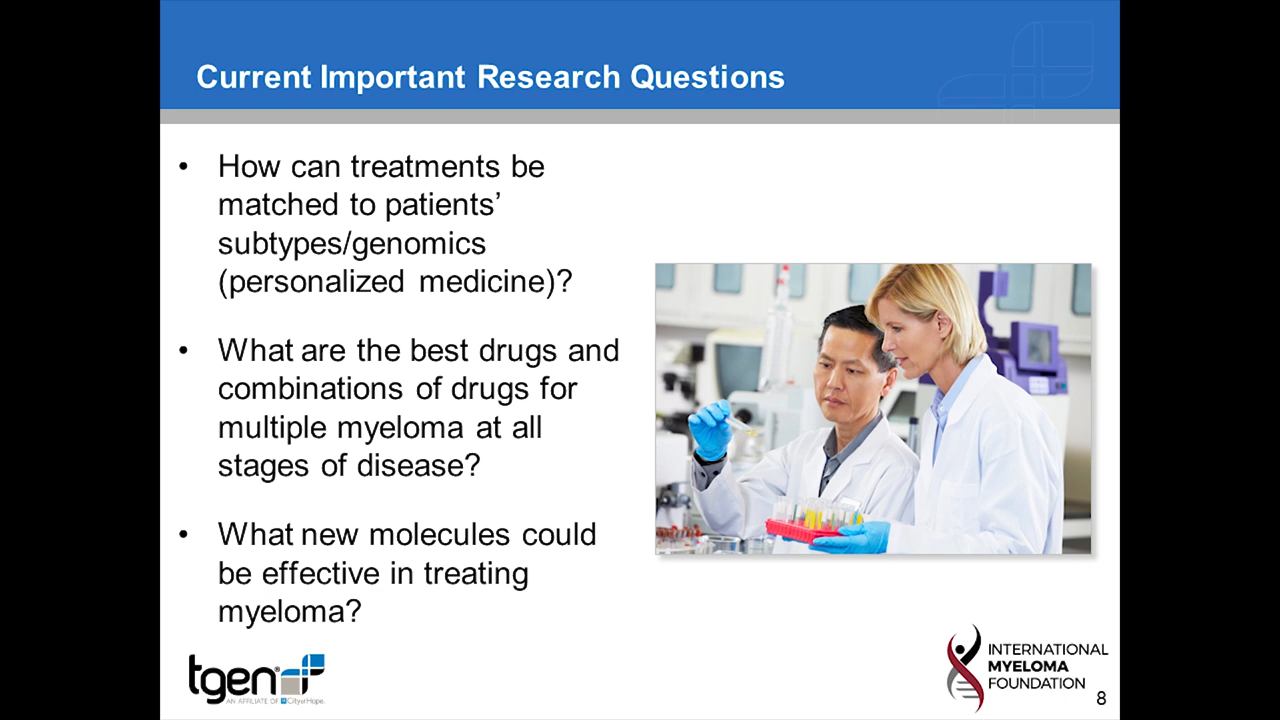 Current Important Research Questions
• How can treatments be
matched to patients’
subtypes/genomics
(personalized medicine)?
• What are the best drugs and
combinations of drugs for
multiple myeloma at all
stages of disease?
• What new molecules could
be effective in treating
myeloma?
tgen®
AN AFFILIATE OF City of Hope.
INTERNATIONAL
MYELOMA
FOUNDATION
8